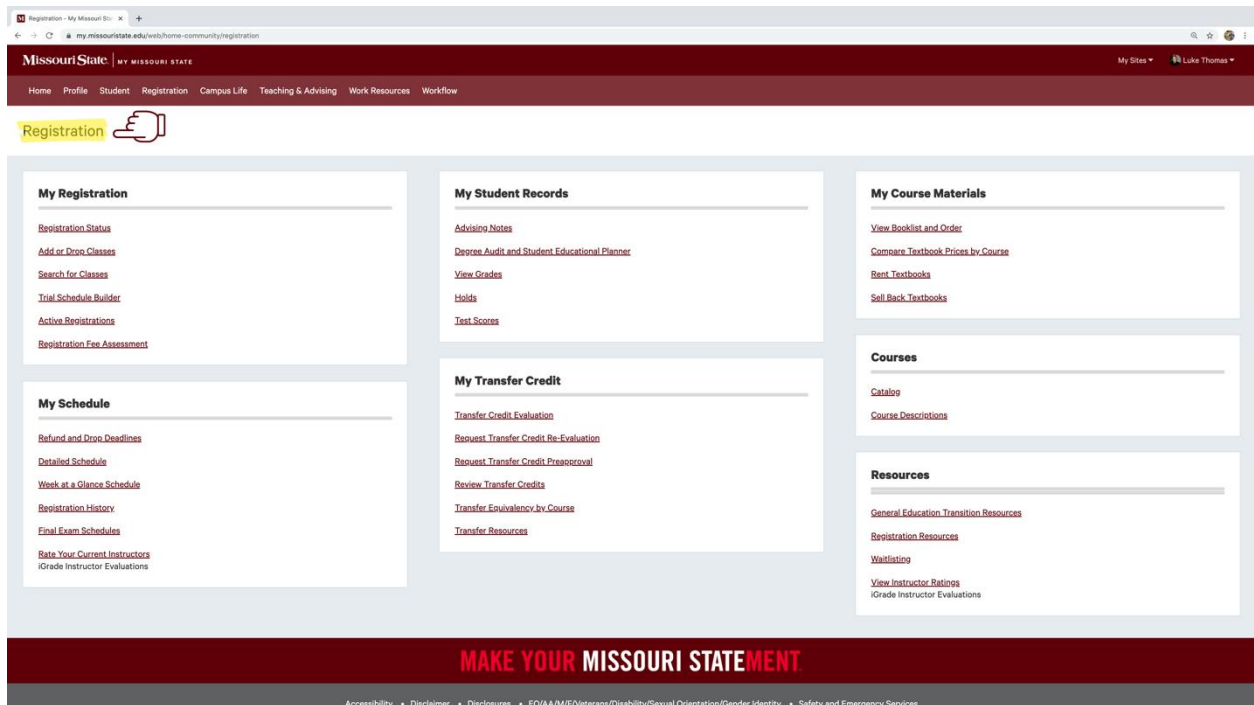 Registration - My Missouri Sta
my.missouristate.edu/web/home-community/registration
Missouri State. | MY MISSOURI STATE
My Sites
Luke Thomas
Home Profile Student Registration Campus Life Teaching & Advising Work Resources Workflow
Registration
My Registration
Registration Status
Add or Drop Classes
Search for Classes
Trial Schedule Builder
Active Registrations
Registration Fee Assessment
My Schedule
Refund and Drop Deadlines
Detailed Schedule
Week at a Glance Schedule
Registration History
Final Exam Schedules
Rate Your Current Instructors
iGrade Instructor Evaluations
My Student Records
Advising Notes
Degree Audit and Student Educational Planner
View Grades
Holds
Test Scores
My Transfer Credit
Transfer Credit Evaluation
Request Transfer Credit Re-Evaluation
Request Transfer Credit Preapproval
Review Transfer Credits
Transfer Equivalency by Course
Transfer Resources
My Course Materials
View Booklist and Order
Compare Textbook Prices by Course
Rent Textbooks
Sell Back Textbooks
Courses
Catalog
Course Descriptions
Resources
General Education Transition Resources
Registration Resources
Waitlisting
View Instructor Ratings
iGrade Instructor Evaluations
MAKE YOUR MISSOURI STATEMENT.
Accessibility • Disclaimer • Disclosures • EO/AA/M/F/Veterans/Disability/Sexual Orientation/Gender Identity • Safety and Emergency Services